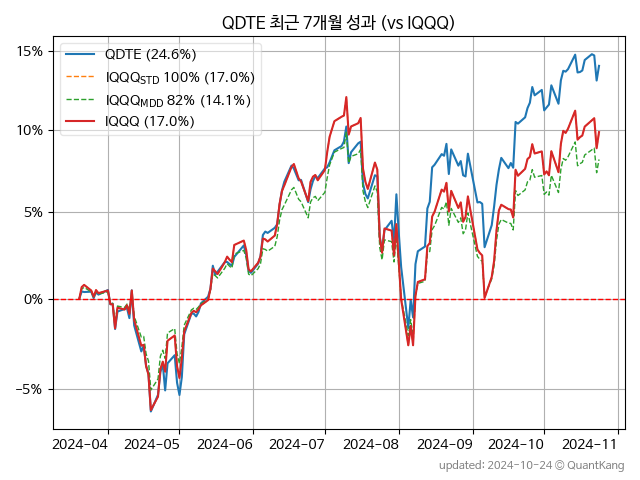 QDTE 최근 7개월 성과 (vs IQQQ)
QDTE (24.6%)
IQQQSTD 100% (17.0%)
IQQQMDD 82% (14.1%)
IQQQ (17.0%)
15%
10%
5%
0%
−5%
2024-04 2024-05 2024-06 2024-07 2024-08 2024-09 2024-10 2024-11
updated: 2024-10-24 © QuantKang